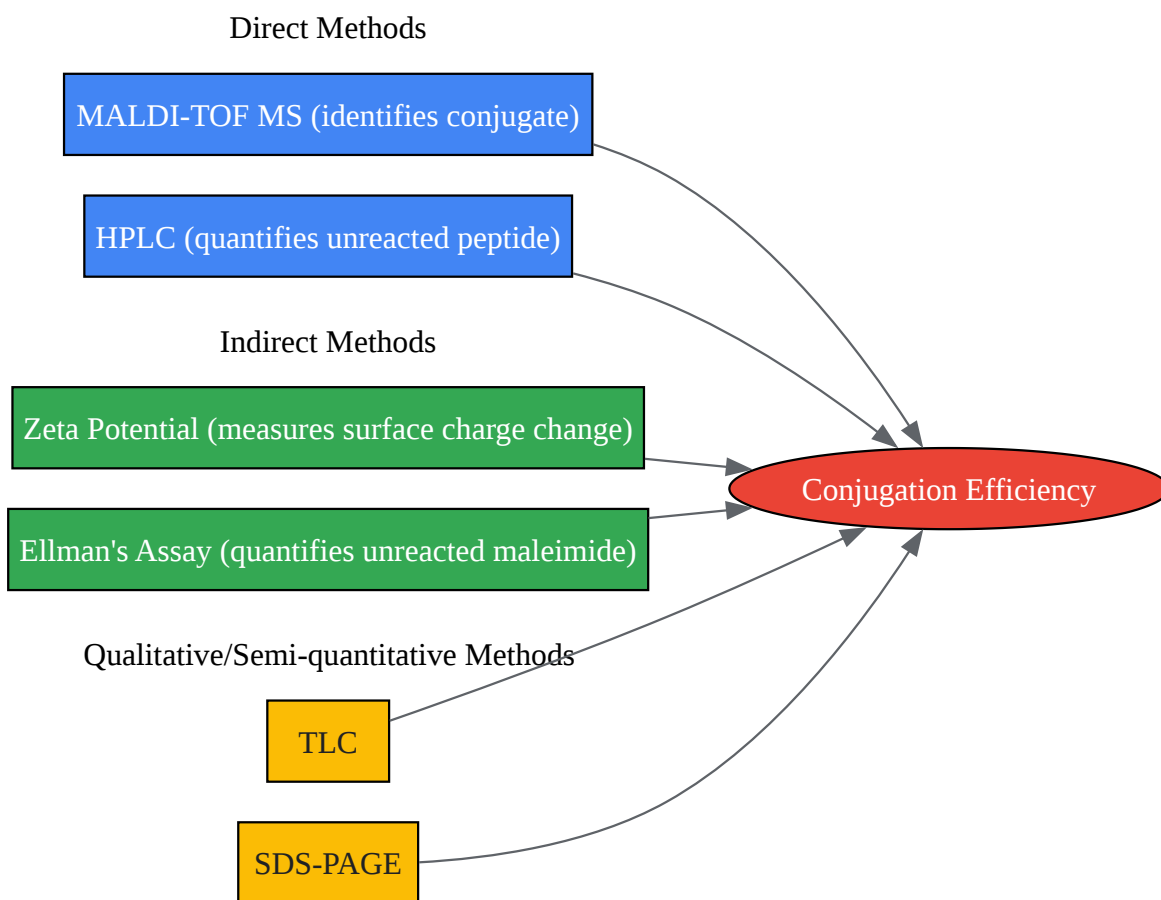 Direct Methods
MALDI-TOF MS (identifies conjugate)
HPLC (quantifies unreacted peptide)
Indirect Methods
Zeta Potential (measures surface charge change)
Conjugation Efficiency
Ellman's Assay (quantifies unreacted maleimide)
Qualitative/Semi-quantitative Methods
TLC
SDS-PAGE